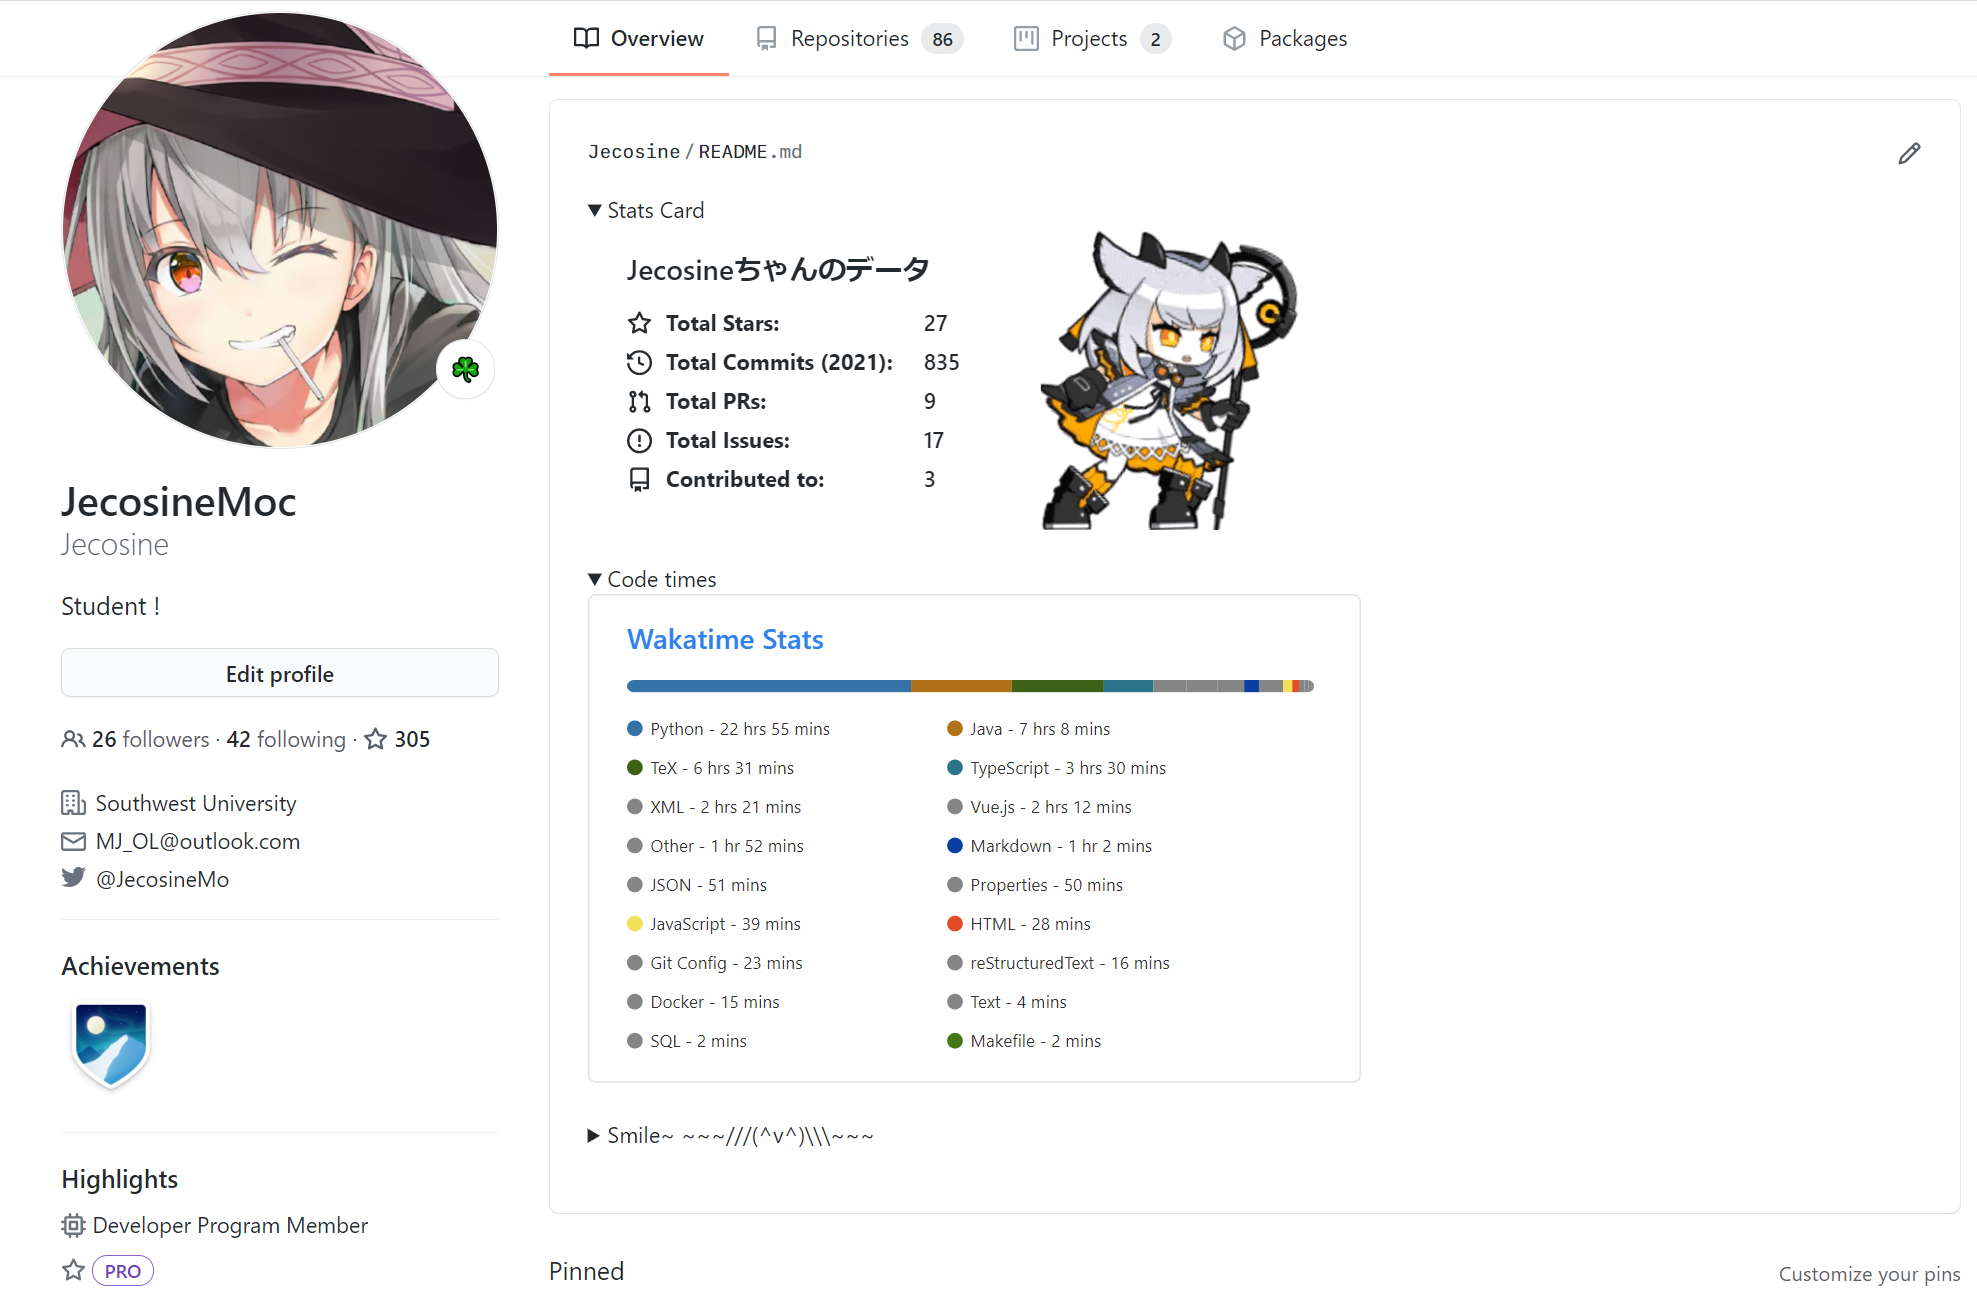 Overview Repositories 86 Projects 2 Packages
JecosineMoc
Jecosine
Student !
Edit profile
26 followers · 42 following · 305
Southwest University
MJ_OL@outlook.com
@JecosineMo
Achievements
Highlights
Developer Program Member
PRO
Jecosine / README.md
▼ Stats Card
Jecosineちゃんのデータ
Total Stars: 27
Total Commits (2021): 835
Total PRs: 9
Total Issues: 17
Contributed to: 3
▼ Code times
Wakatime Stats
Python - 22 hrs 55 mins Java - 7 hrs 8 mins
TeX - 6 hrs 31 mins TypeScript - 3 hrs 30 mins
XML - 2 hrs 21 mins Vue.js - 2 hrs 12 mins
Other - 1 hr 52 mins Markdown - 1 hr 2 mins
JSON - 51 mins Properties - 50 mins
JavaScript - 39 mins HTML - 28 mins
Git Config - 23 mins reStructuredText - 16 mins
Docker - 15 mins Text - 4 mins
SQL - 2 mins Makefile - 2 mins
▶ Smile~ ~~~///(^v^)\\\~~~
Pinned Customize your pins